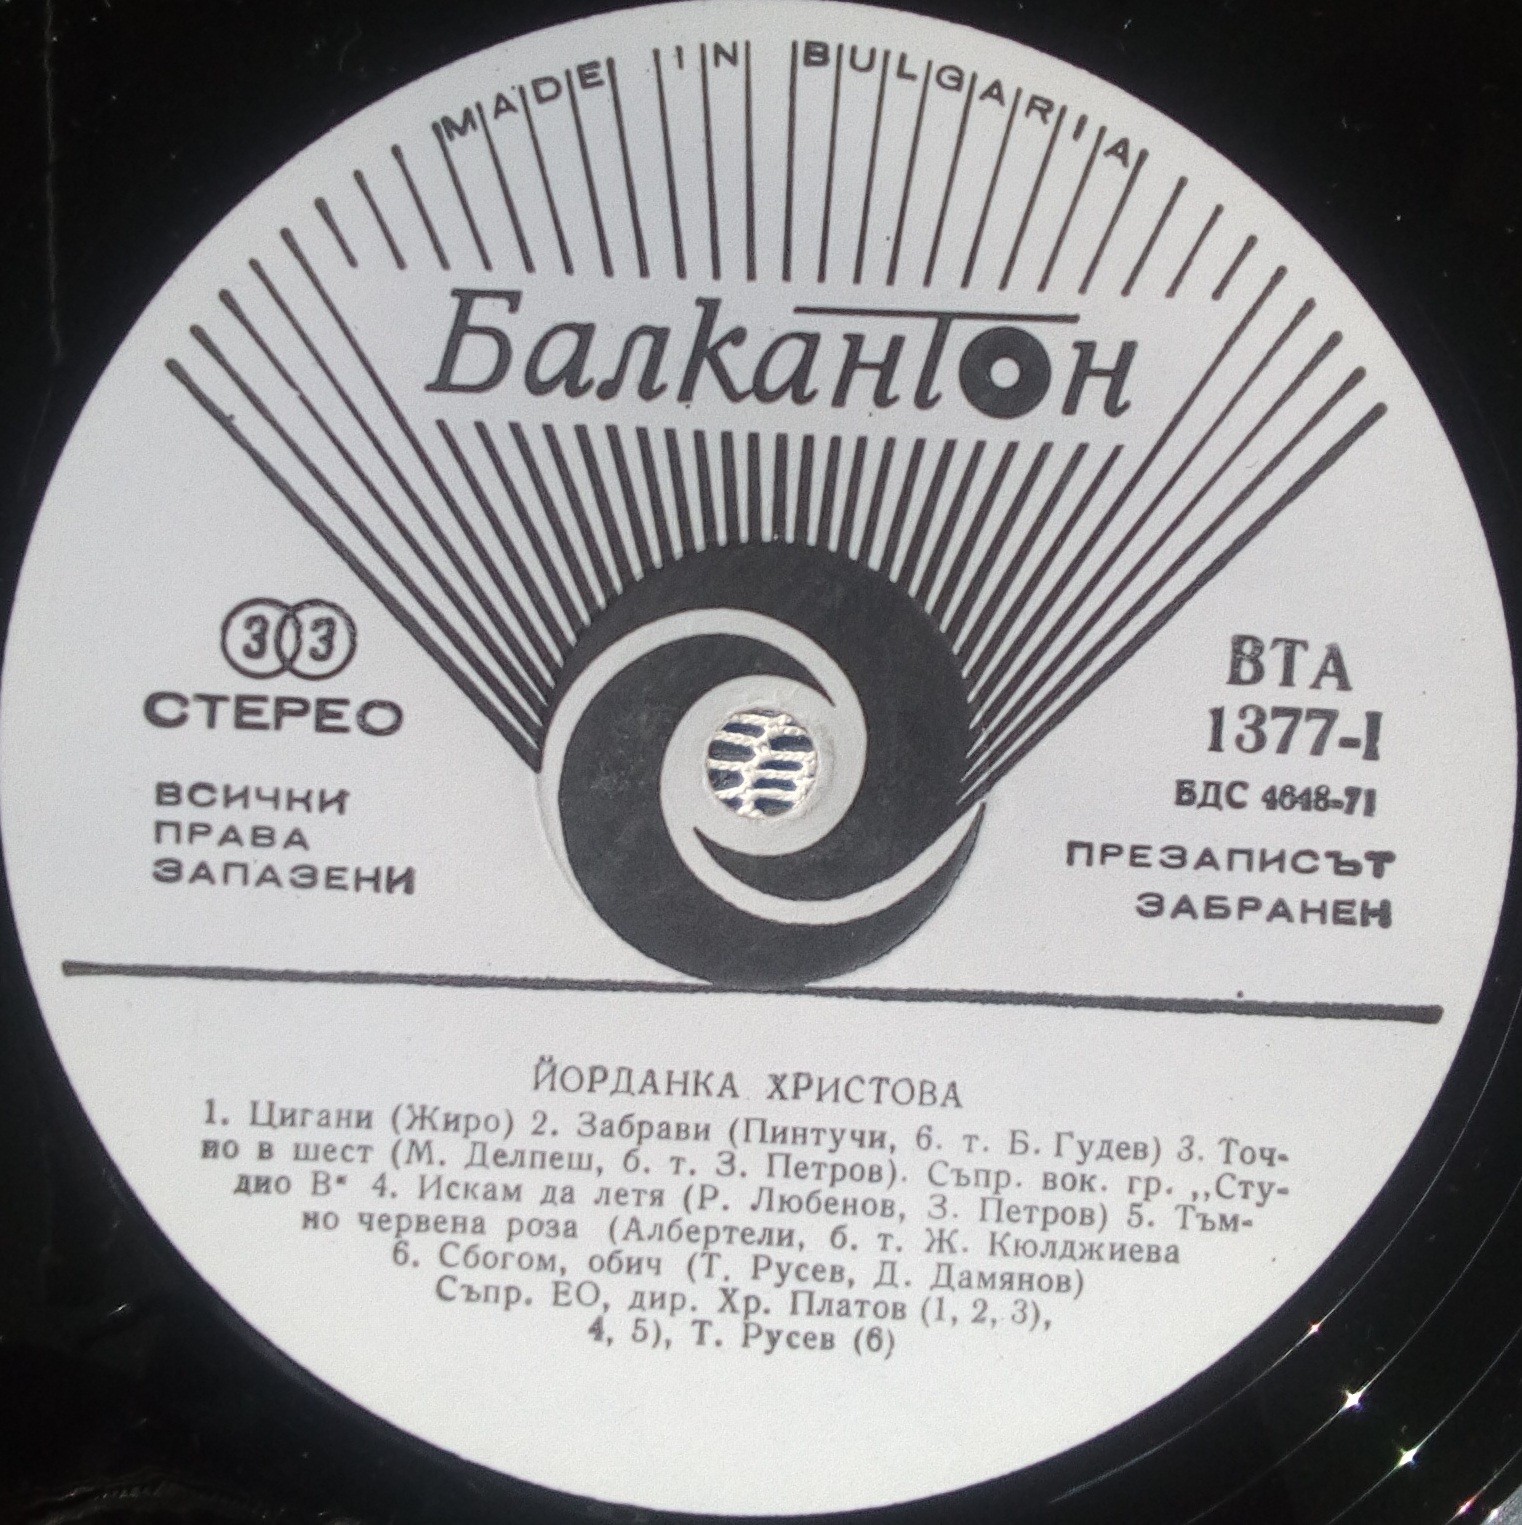 MADE IN BULGARIA
Балкантон
33
СТЕРЕО
ВСИЧКИ
ПРАВА
ЗАПАЗЕНИ
ВТА
1377-I
БДС 4648-71
ПРЕЗАПИСЪТ
ЗАБРАНЕН
ЙОРДАНКА ХРИСТОВА
1. Цигани (Жиро) 2. Забрави (Пинтучи, б. т. Б. Гудев) 3. Точ-
но в шест (М. Делпеш, б. т. З. Петров). Съпр. вок. гр. ,,Сту-
дио В" 4. Искам да летя (Р. Любенов, З. Петров) 5. Тъм-
но червена роза (Албертели, б. т. Ж. Кюлджиева
6. Сбогом, обич (Т. Русев, Д. Дамянов)
Съпр. ЕО, дир. Хр. Платов (1, 2, 3),
4, 5), Т. Русев (6)